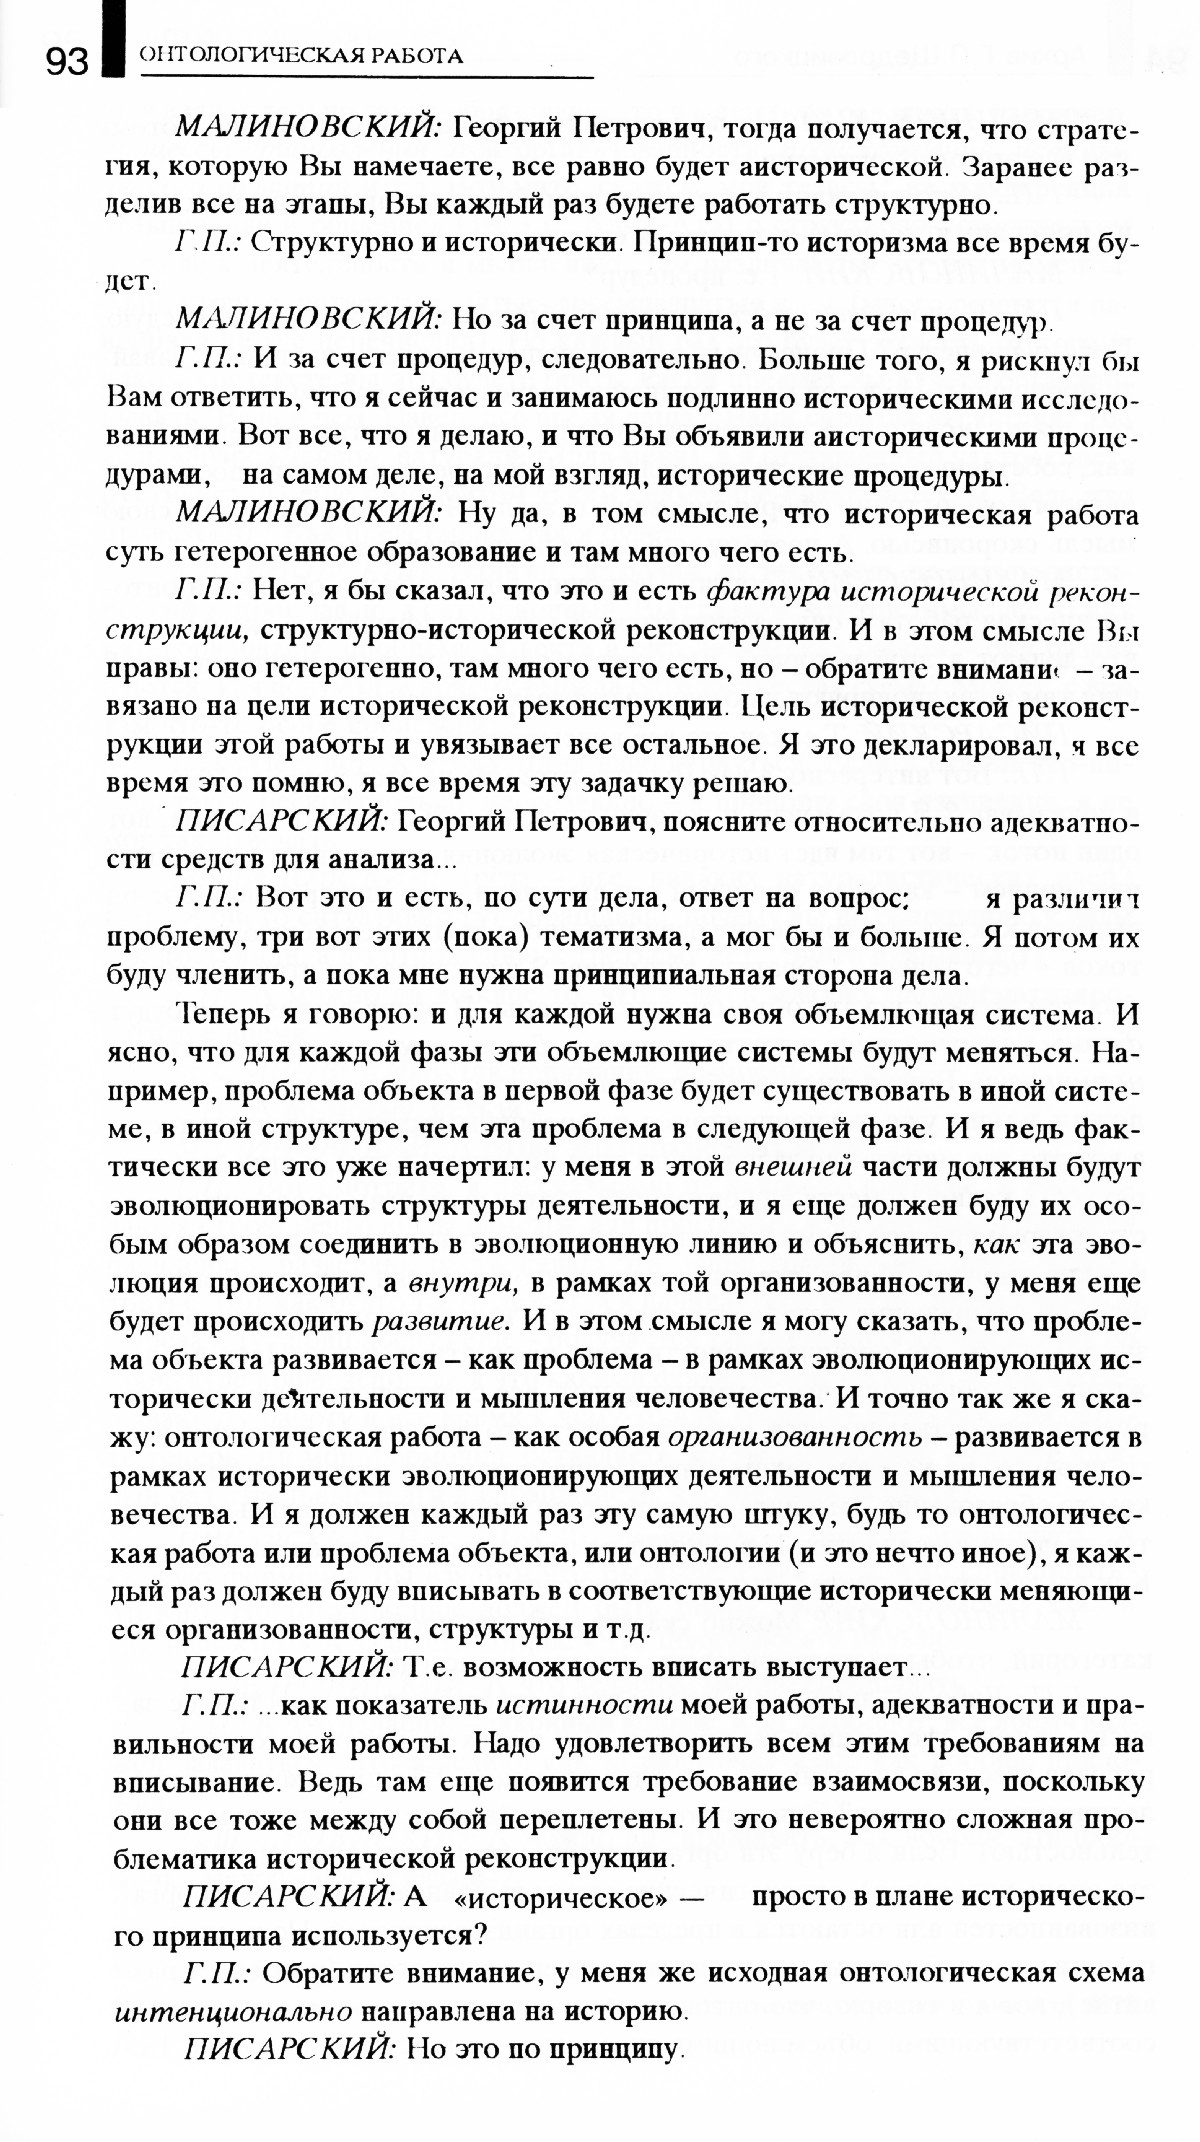 93
ОНТОЛОГИЧЕСКАЯ РАБОТА
МАЛИНОВСКИЙ: Георгий Петрович, тогда получается, что страте-
гия, которую Вы намечаете, все равно будет аисторической. Заранее раз-
делив все на этапы, Вы каждый раз будете работать структурно.
Г.П.: Структурно и исторически. Принцип-то историзма все время бу-
дет.
МАЛИНОВСКИЙ: Но за счет принципа, а не за счет процедур.
Г.П.: И за счет процедур, следовательно. Больше того, я рискнул бы
Вам ответить, что я сейчас и занимаюсь подлинно историческими исследо-
ваниями. Вот все, что я делаю, и что Вы объявили аисторическими проце-
дурами, на самом деле, на мой взгляд, исторические процедуры.
МАЛИНОВСКИЙ: Ну да, в том смысле, что историческая работа
суть гетерогенное образование и там много чего есть.
Г.П.: Нет, я бы сказал, что это и есть фактура исторической рекон-
струкции, структурно-исторической реконструкции. И в этом смысле Вы
правы: оно гетерогенно, там много чего есть, но – обратите внимание – за-
вязано на цели исторической реконструкции. Цель исторической реконст-
рукции этой работы и увязывает все остальное. Я это декларировал, я все
время это помню, я все время эту задачку решаю.
ПИСАРСКИЙ: Георгий Петрович, поясните относительно адекватно-
сти средств для анализа...
Г.П.: Вот это и есть, по сути дела, ответ на вопрос: я различил
проблему, три вот этих (пока) тематизма, а мог бы и больше. Я потом их
буду членить, а пока мне нужна принципиальная сторона дела.
Теперь я говорю: и для каждой нужна своя объемлющая система. И
ясно, что для каждой фазы эти объемлющие системы будут меняться. На-
пример, проблема объекта в первой фазе будет существовать в иной систе-
ме, в иной структуре, чем эта проблема в следующей фазе. И я ведь фак-
тически все это уже начертил: у меня в этой внешней части должны будут
эволюционировать структуры деятельности, и я еще должен буду их осо-
бым образом соединить в эволюционную линию и объяснить, как эта эво-
люция происходит, а внутри, в рамках той организованности, у меня еще
будет происходить развитие. И в этом смысле я могу сказать, что пробле-
ма объекта развивается – как проблема – в рамках эволюционирующих ис-
торически деятельности и мышления человечества. И точно так же я ска-
жу: онтологическая работа – как особая организованность – развивается в
рамках исторически эволюционирующих деятельности и мышления чело-
вечества. И я должен каждый раз эту самую штуку, будь то онтологичес-
кая работа или проблема объекта, или онтологии (и это нечто иное), я каж-
дый раз должен буду вписывать в соответствующие исторически меняющи-
еся организованности, структуры и т.д.
ПИСАРСКИЙ: Т.е. возможность вписать выступает...
Г.П.: ...как показатель истинности моей работы, адекватности и пра-
вильности моей работы. Надо удовлетворить всем этим требованиям на
вписывание. Ведь там еще появится требование взаимосвязи, поскольку
они все тоже между собой переплетены. И это невероятно сложная про-
блематика исторической реконструкции.
ПИСАРСКИЙ: А «историческое» — просто в плане историческо-
го принципа используется?
Г.П.: Обратите внимание, у меня же исходная онтологическая схема
интенционально направлена на историю.
ПИСАРСКИЙ: Но это по принципу.